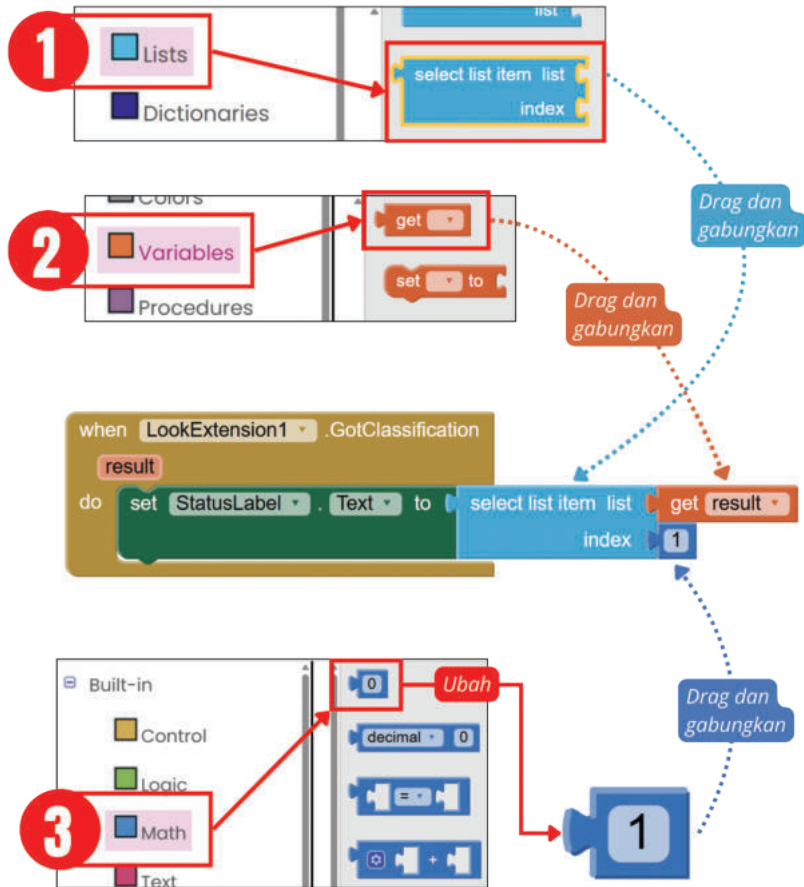 1
list
Lists
select list item list
index
Dictionaries
Drag dan
gabungkan
2
Colors
get
Variables
set to
Procedures
Drag dan
gabungkan
when LookExtension1 .GotClassification
result
do set StatusLabel . Text to select list item list get result
index 1
3
Built-in
0
Ubah
Control
decimal 0
Logic
=
Math
+
Text
1
Drag dan
gabungkan